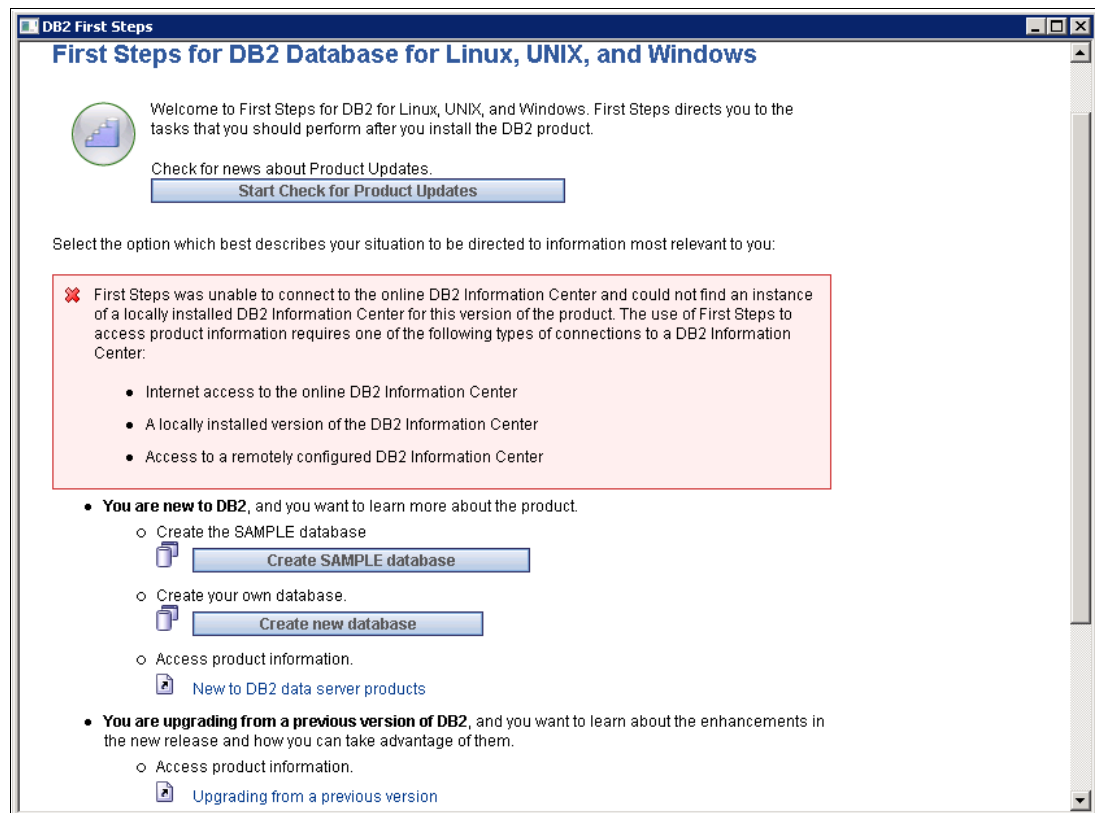 DB2 First Steps
First Steps for DB2 Database for Linux, UNIX, and Windows
Welcome to First Steps for DB2 for Linux, UNIX, and Windows. First Steps directs you to the
tasks that you should perform after you install the DB2 product.
Check for news about Product Updates.
Start Check for Product Updates
Select the option which best describes your situation to be directed to information most relevant to you:
First Steps was unable to connect to the online DB2 Information Center and could not find an instance
of a locally installed DB2 Information Center for this version of the product. The use of First Steps to
access product information requires one of the following types of connections to a DB2 Information
Center:
• Internet access to the online DB2 Information Center
• A locally installed version of the DB2 Information Center
• Access to a remotely configured DB2 Information Center
• You are new to DB2, and you want to learn more about the product.
o Create the SAMPLE database
Create SAMPLE database
o Create your own database.
Create new database
o Access product information.
New to DB2 data server products
• You are upgrading from a previous version of DB2, and you want to learn about the enhancements in
the new release and how you can take advantage of them.
o Access product information.
Upgrading from a previous version